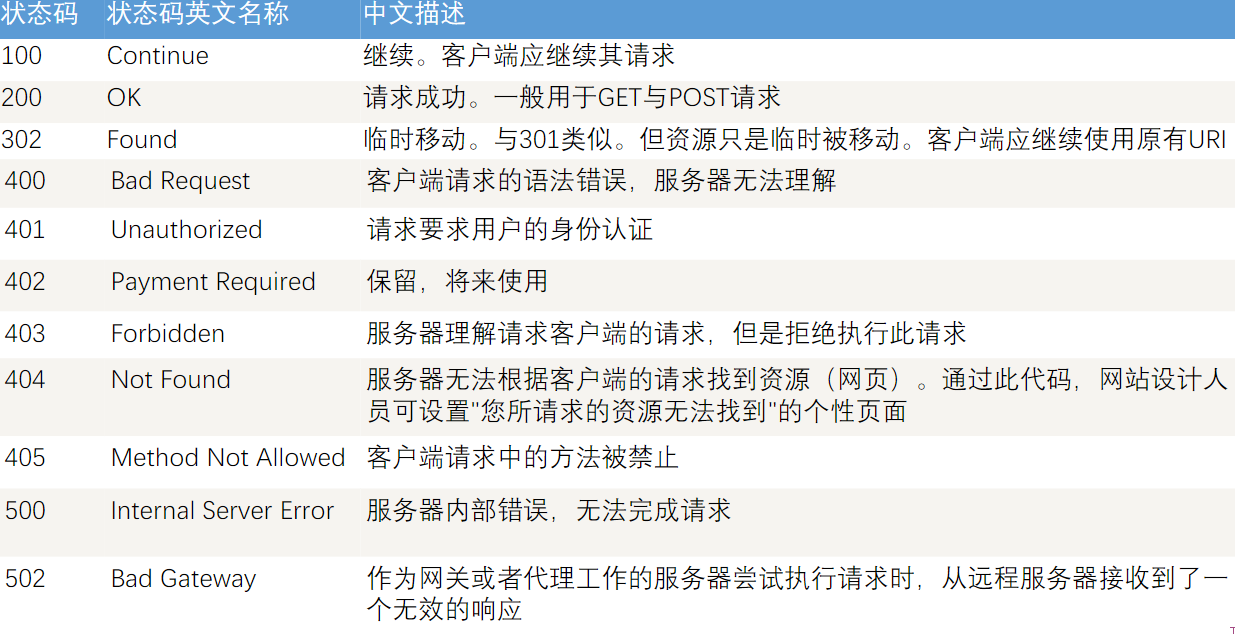 状态码 状态码英文名称 中文描述
100 Continue 继续。客户端应继续其请求
200 OK 请求成功。一般用于GET与POST请求
302 Found 临时移动。与301类似。但资源只是临时被移动。客户端应继续使用原有URI
400 Bad Request 客户端请求的语法错误，服务器无法理解
401 Unauthorized 请求要求用户的身份认证
402 Payment Required 保留，将来使用
403 Forbidden 服务器理解请求客户端的请求，但是拒绝执行此请求
404 Not Found 服务器无法根据客户端的请求找到资源（网页）。通过此代码，网站设计人
员可设置"您所请求的资源无法找到"的个性页面
405 Method Not Allowed 客户端请求中的方法被禁止
500 Internal Server Error 服务器内部错误，无法完成请求
502 Bad Gateway 作为网关或者代理工作的服务器尝试执行请求时，从远程服务器接收到了一
个无效的响应